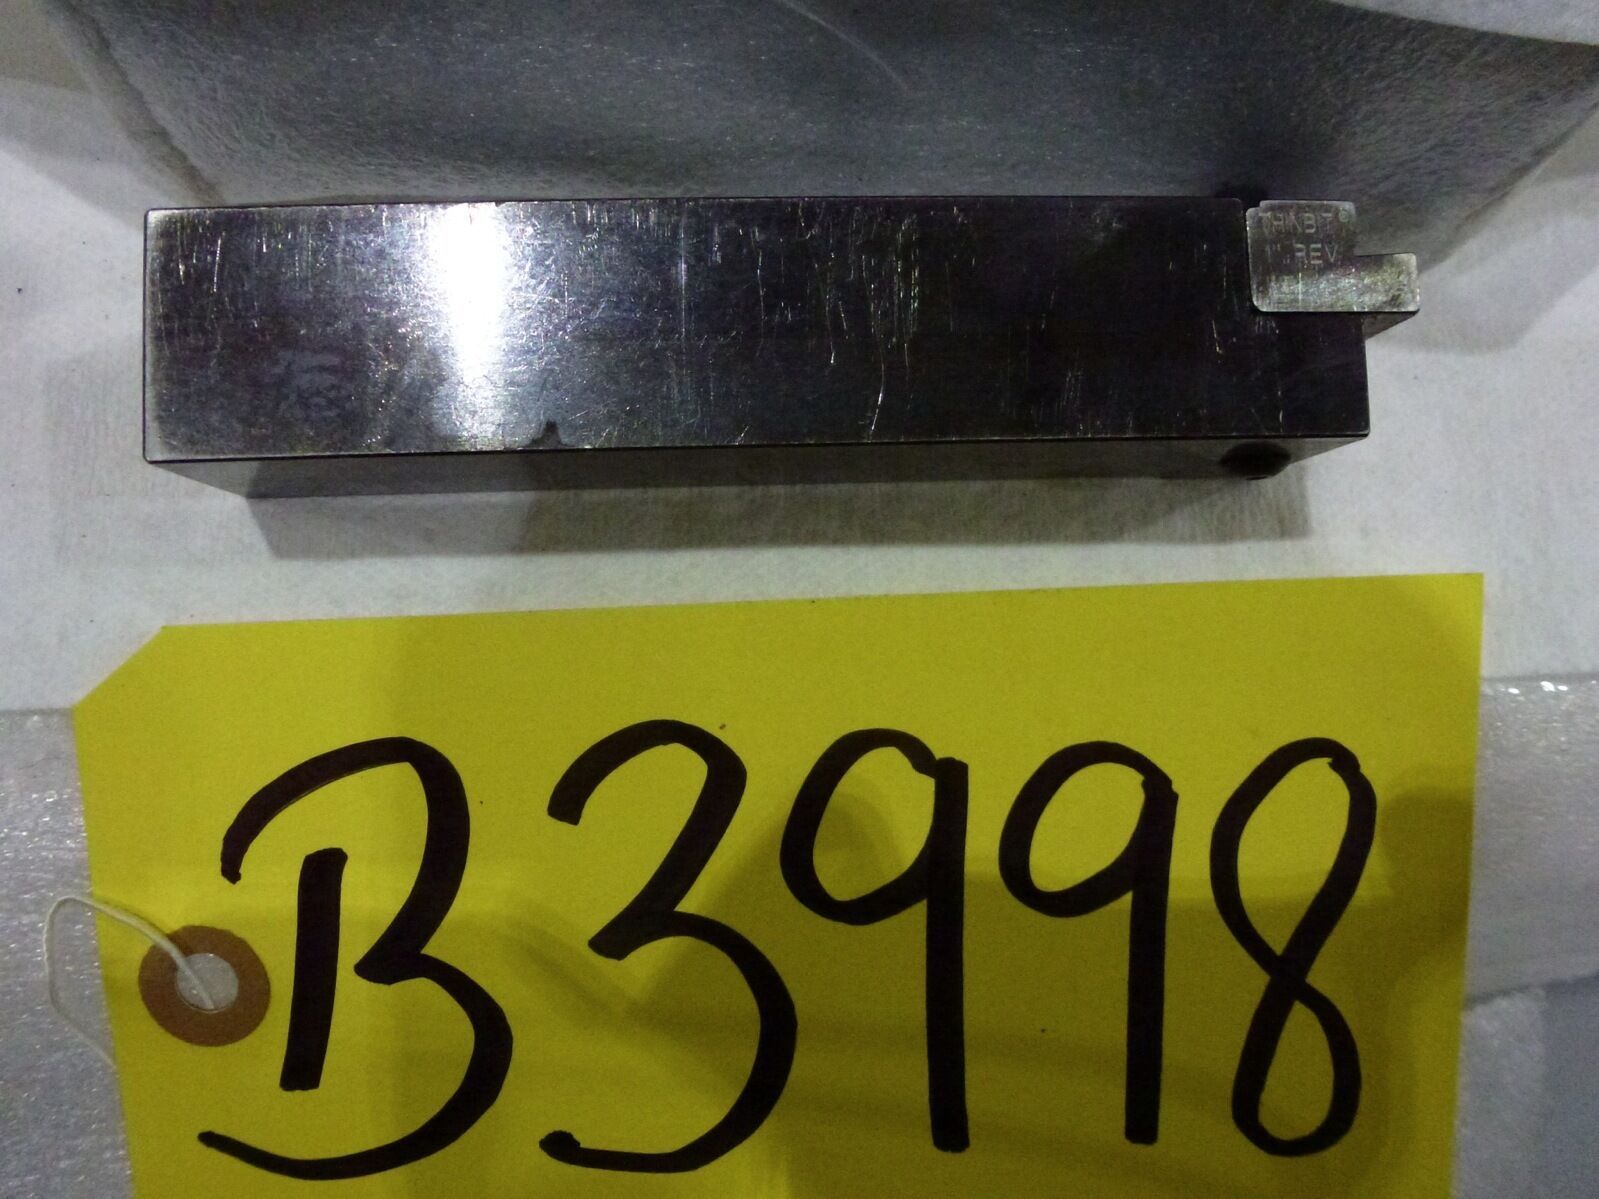 THINBIT®
1" REV
B3998